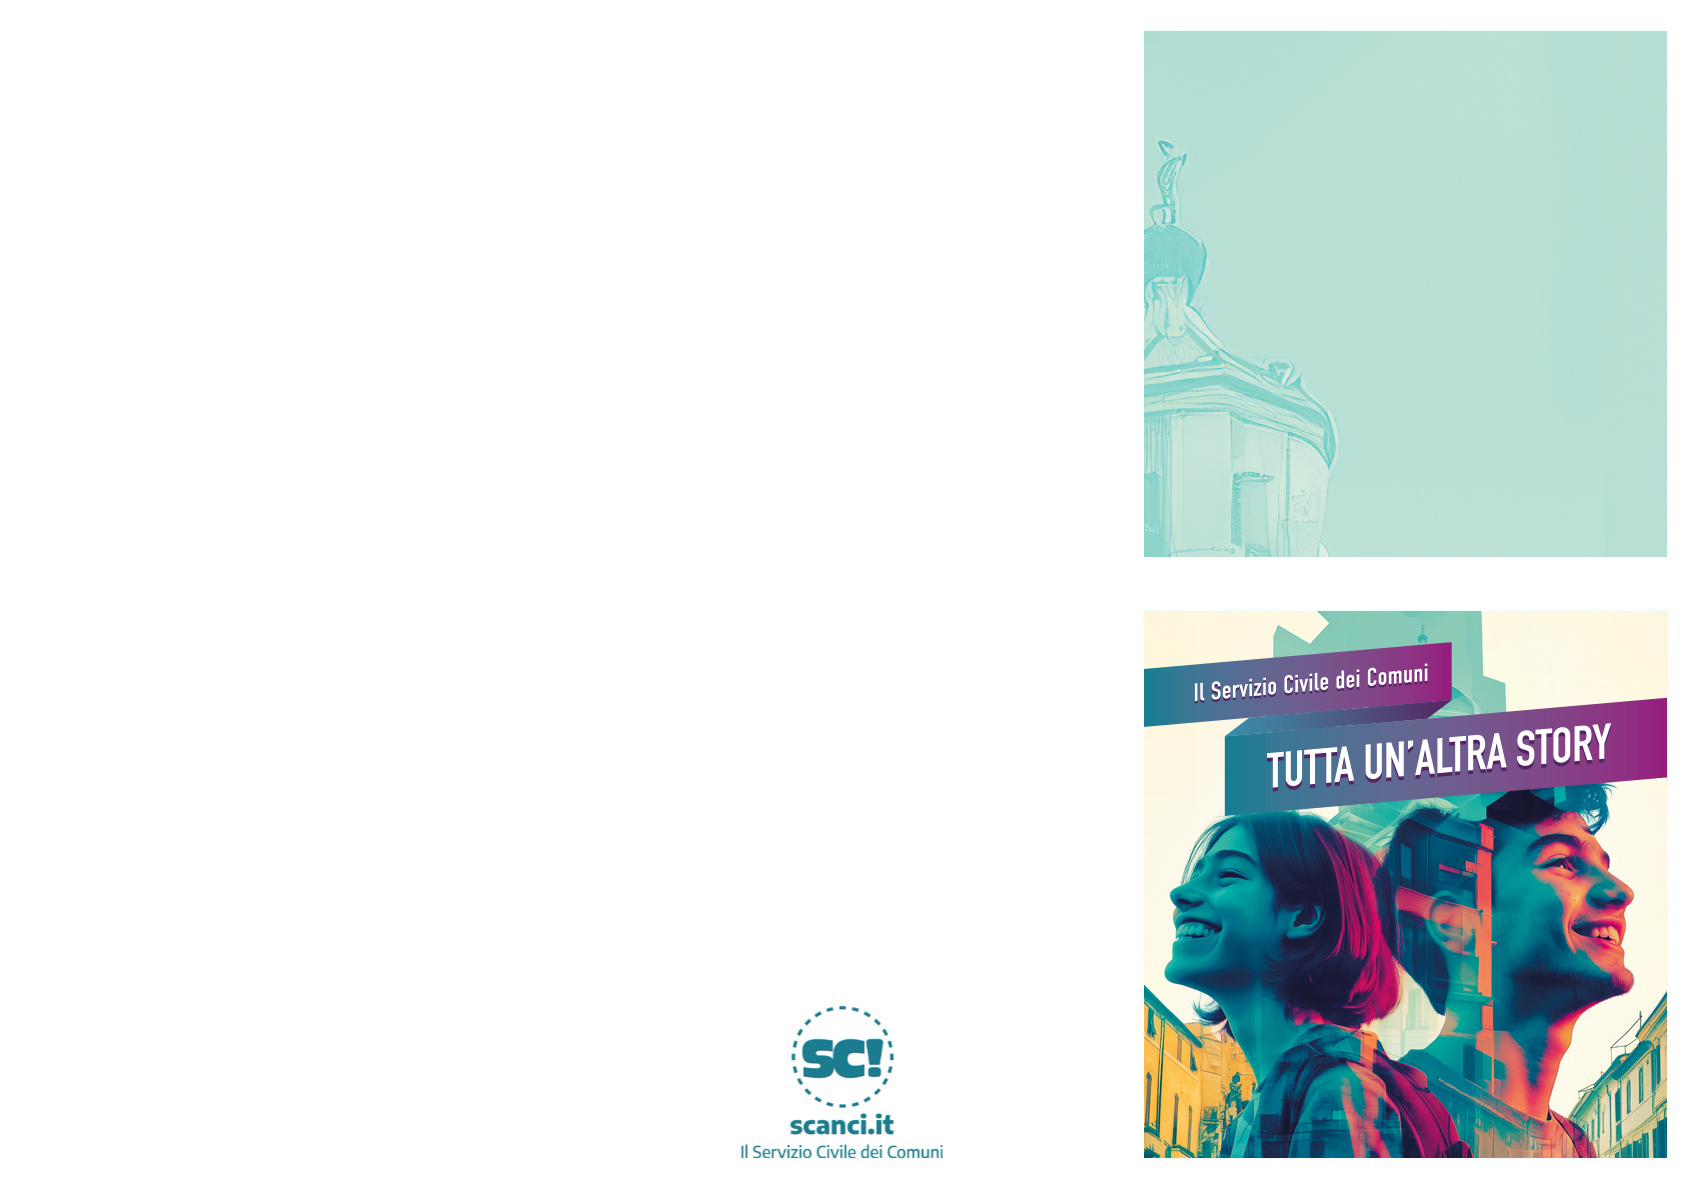 Il Servizio Civile dei Comuni
TUTTA UN'ALTRA STORY
SC!
scanci.it
Il Servizio Civile dei Comuni